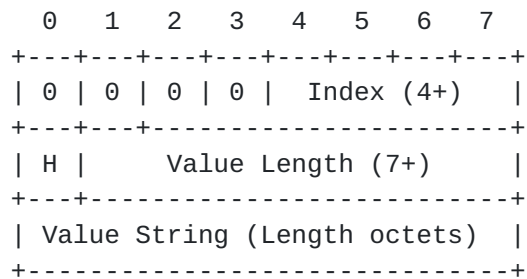 0   1   2   3   4   5   6   7
+---+---+---+---+---+---+---+---+
| 0 | 0 | 0 | 0 |  Index (4+)   |
+---+---+-----------------------+
| H |     Value Length (7+)     |
+---+---------------------------+
| Value String (Length octets)  |
+-------------------------------+